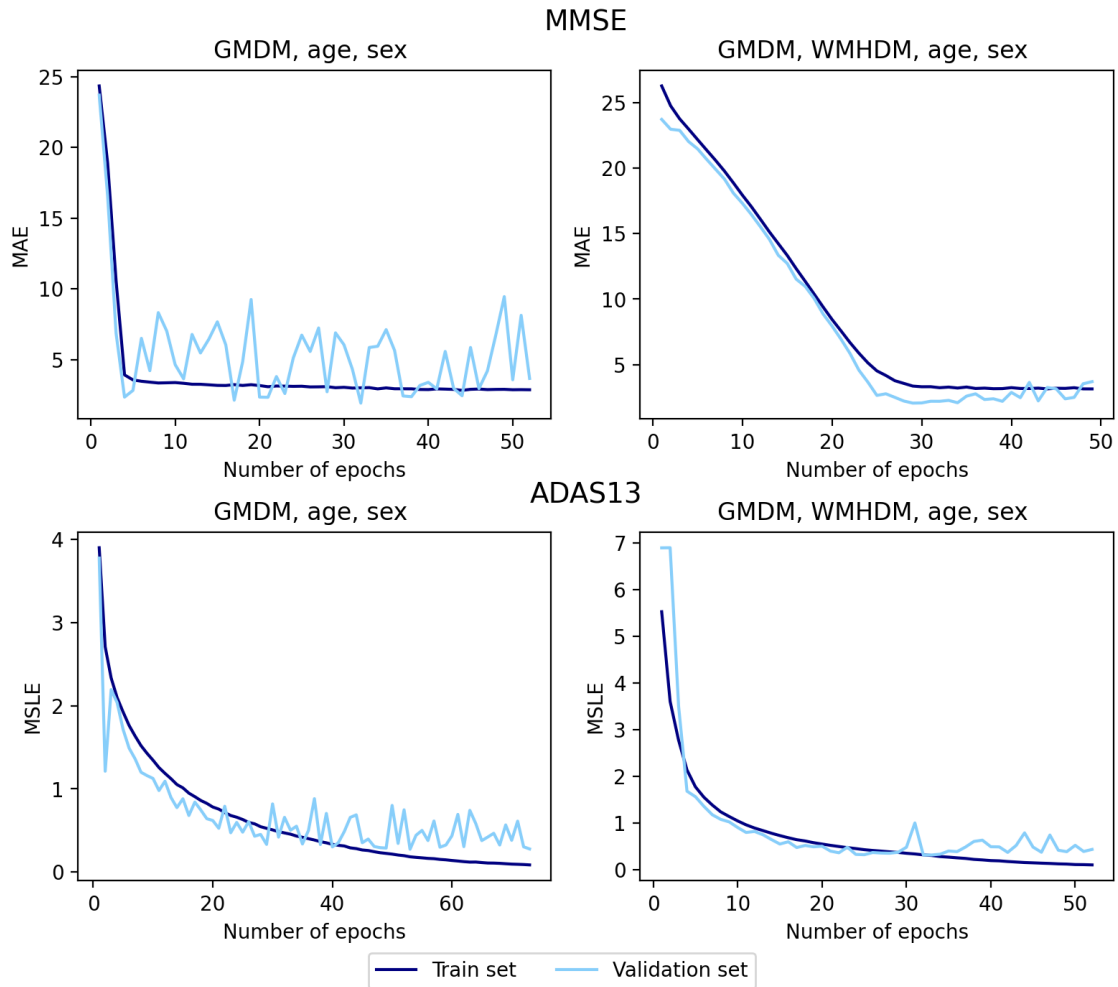 MMSE
GMDM, age, sex
25
20
15
10
5
MAE
0 10 20 30 40 50
Number of epochs
GMDM, WMHDM, age, sex
25
20
15
10
5
MAE
0 10 20 30 40 50
Number of epochs
ADAS13
GMDM, age, sex
4
3
2
1
0
MSLE
0 20 40 60
Number of epochs
GMDM, WMHDM, age, sex
7
6
5
4
3
2
1
0
MSLE
0 10 20 30 40 50
Number of epochs
Train set Validation set